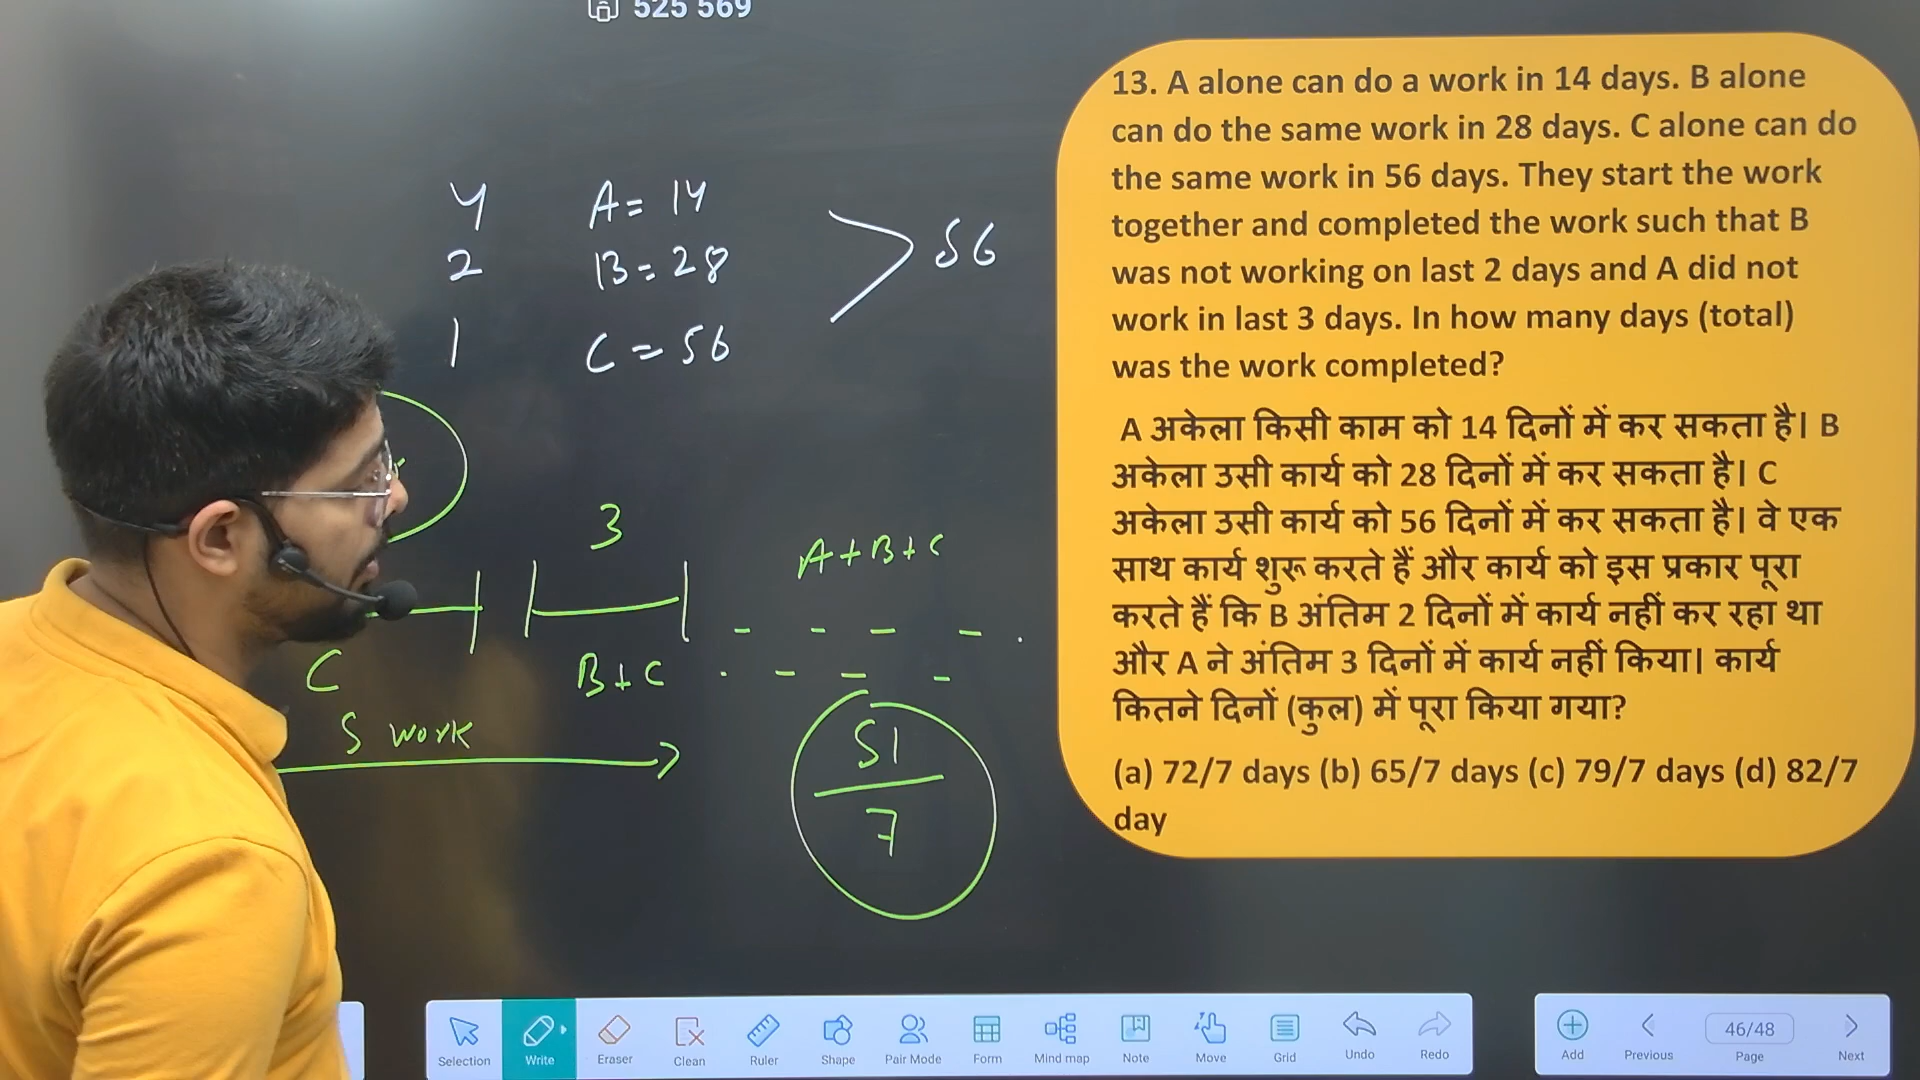 525 569
4 A = 14
2 B = 28
1 C = 56
56
3
A+B+C
C
B+C
5 work
51
7
13. A alone can do a work in 14 days. B alone
can do the same work in 28 days. C alone can do
the same work in 56 days. They start the work
together and completed the work such that B
was not working on last 2 days and A did not
work in last 3 days. In how many days (total)
was the work completed?
A अकेला किसी काम को 14 दिनों में कर सकता है। B
अकेला उसी कार्य को 28 दिनों में कर सकता है। C
अकेला उसी कार्य को 56 दिनों में कर सकता है। वे एक
साथ कार्य शुरू करते हैं और कार्य को इस प्रकार पूरा
करते हैं कि B अंतिम 2 दिनों में कार्य नहीं कर रहा था
और A ने अंतिम 3 दिनों में कार्य नहीं किया। कार्य
कितने दिनों (कुल) में पूरा किया गया?
(a) 72/7 days (b) 65/7 days (c) 79/7 days (d) 82/7
day
Selection Write Eraser Clean Ruler Shape Pair Mode Form Mind map Note Move Grid Undo Redo
46/48
Add Previous Page Next